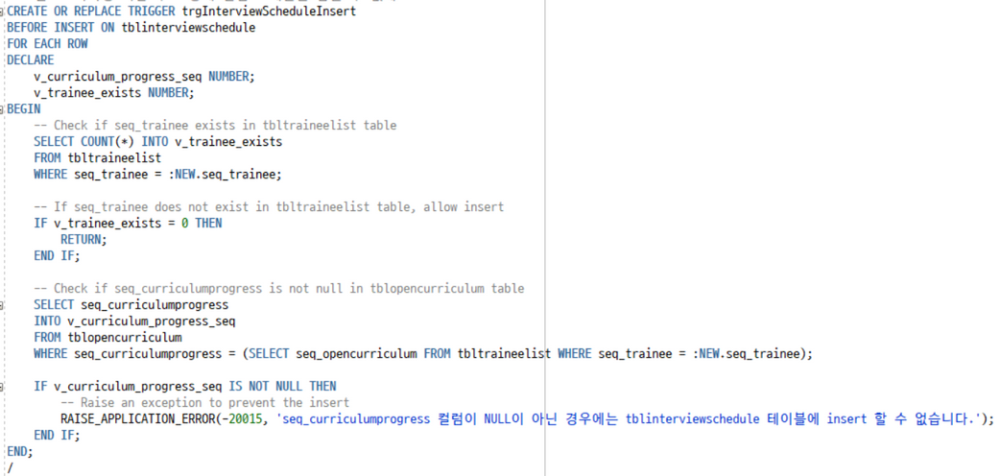 CREATE OR REPLACE TRIGGER trgInterviewScheduleInsert
BEFORE INSERT ON tblinterviewschedule
FOR EACH ROW
DECLARE
    v_curriculum_progress_seq NUMBER;
    v_trainee_exists NUMBER;
BEGIN
    -- Check if seq_trainee exists in tbltraineelist table
    SELECT COUNT(*) INTO v_trainee_exists
    FROM tbltraineelist
    WHERE seq_trainee = :NEW.seq_trainee;

    -- If seq_trainee does not exist in tbltraineelist table, allow insert
    IF v_trainee_exists = 0 THEN
        RETURN;
    END IF;

    -- Check if seq_curriculumprogress is not null in tblopencurriculum table
    SELECT seq_curriculumprogress
    INTO v_curriculum_progress_seq
    FROM tblopencurriculum
    WHERE seq_curriculumprogress = (SELECT seq_opencurriculum FROM tbltraineelist WHERE seq_trainee = :NEW.seq_trainee);

    IF v_curriculum_progress_seq IS NOT NULL THEN
        -- Raise an exception to prevent the insert
        RAISE_APPLICATION_ERROR(-20015, 'seq_curriculumprogress 컬럼이 NULL이 아닌 경우에는 tblinterviewschedule 테이블에 insert 할 수 없습니다.');
    END IF;
END;
/